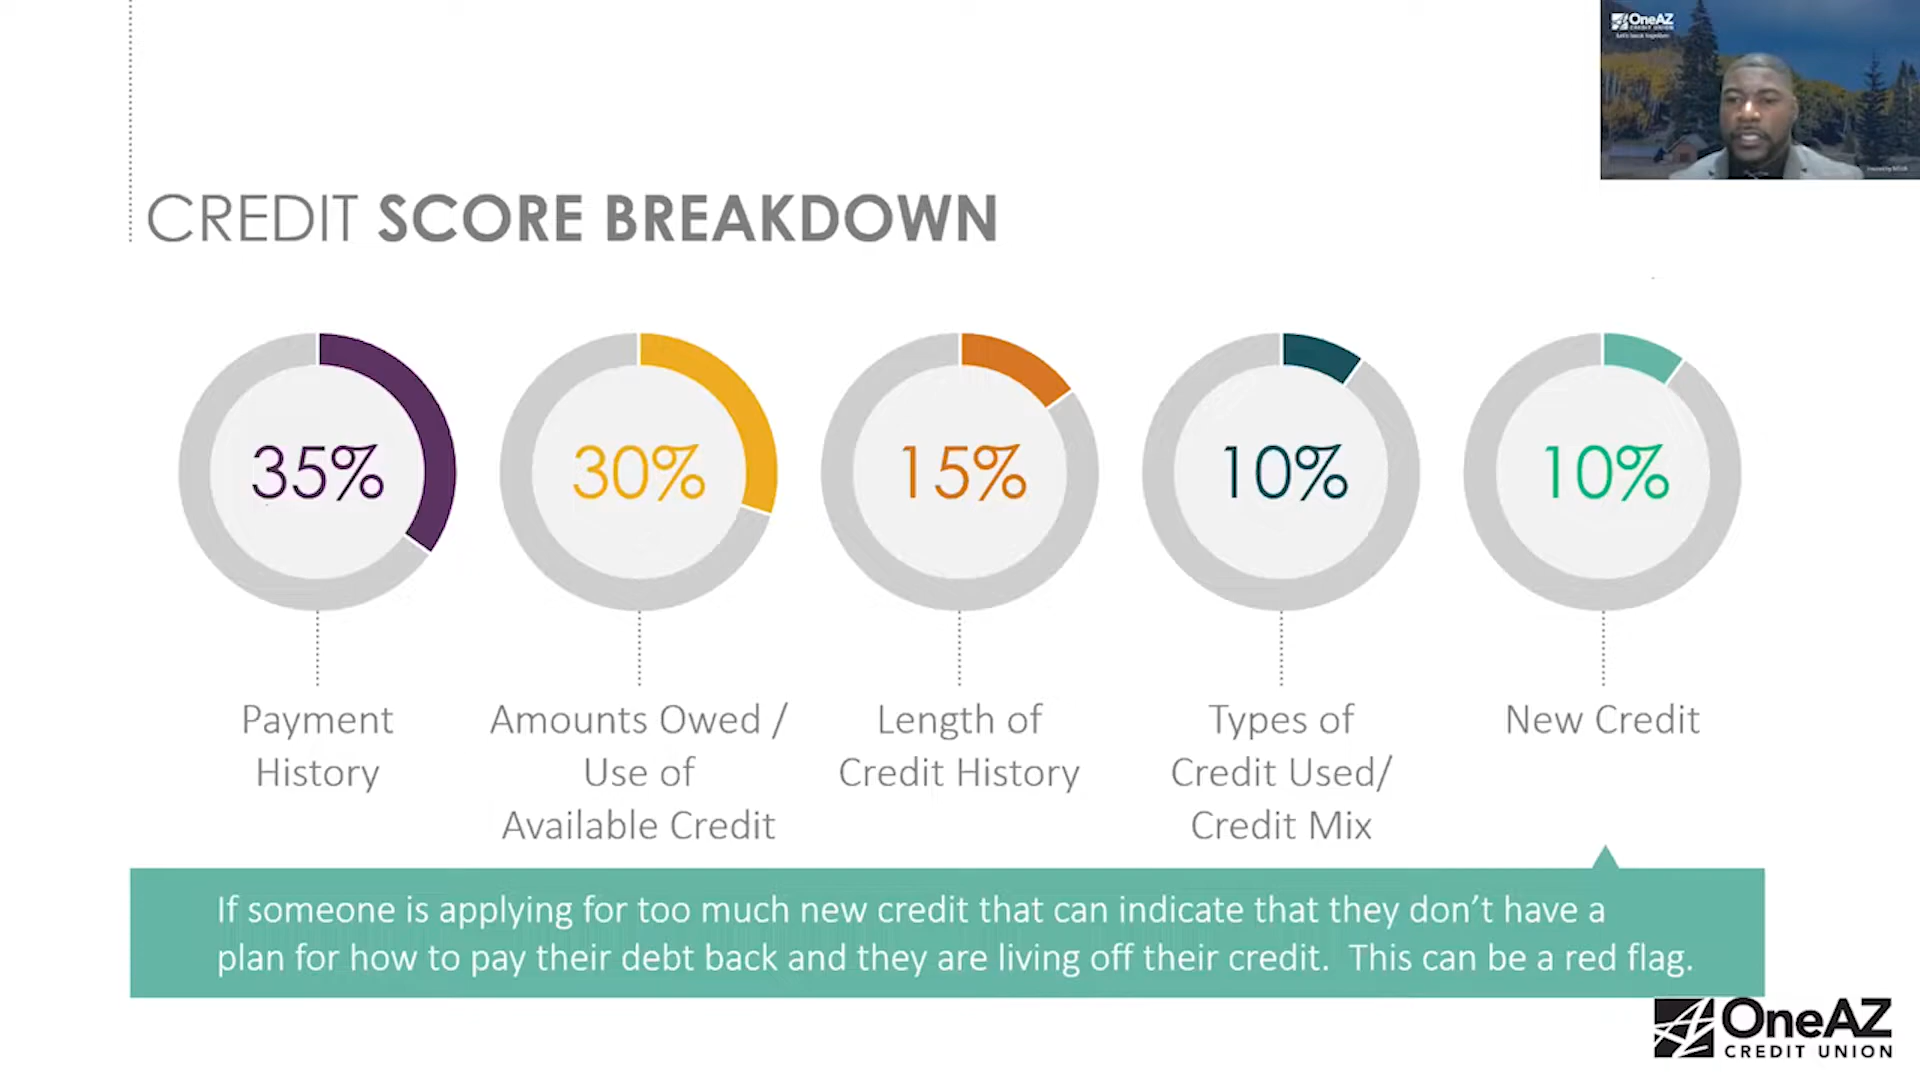 OneAZ
CREDIT UNION
CREDIT SCORE BREAKDOWN
35%
30%
15%
10%
10%
Payment
History
Amounts Owed /
Use of
Available Credit
Length of
Credit History
Types of
Credit Used/
Credit Mix
New Credit
If someone is applying for too much new credit that can indicate that they don't have a
plan for how to pay their debt back and they are living off their credit.  This can be a red flag.
OneAZ
CREDIT UNION